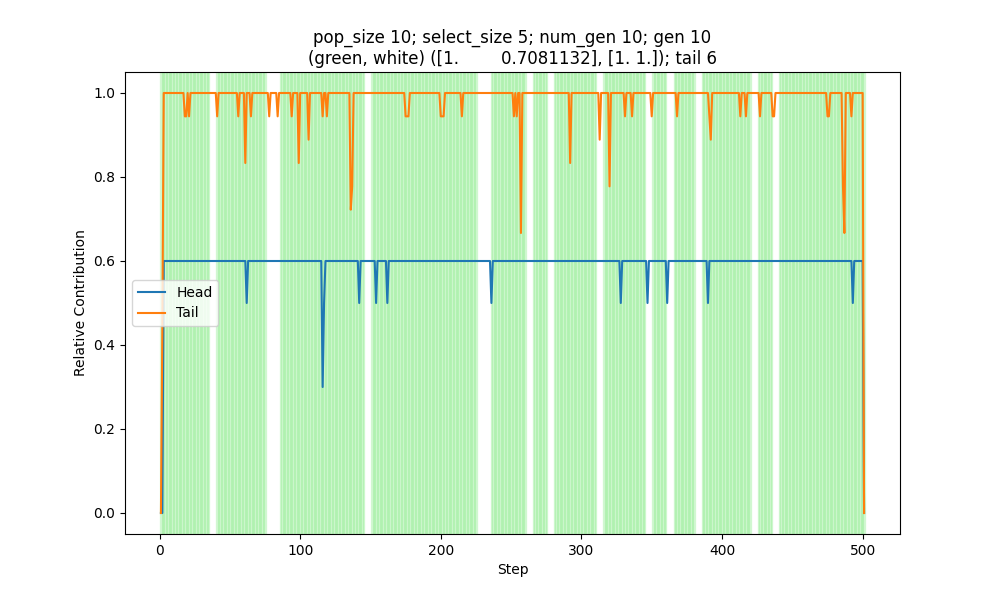 pop_size 10; select_size 5; num_gen 10; gen 10
(green, white) ([1.        0.7081132], [1. 1.]); tail 6
1.0
0.8
0.6
0.4
0.2
0.0
Relative Contribution
Head
Tail
0
100
200
300
400
500
Step